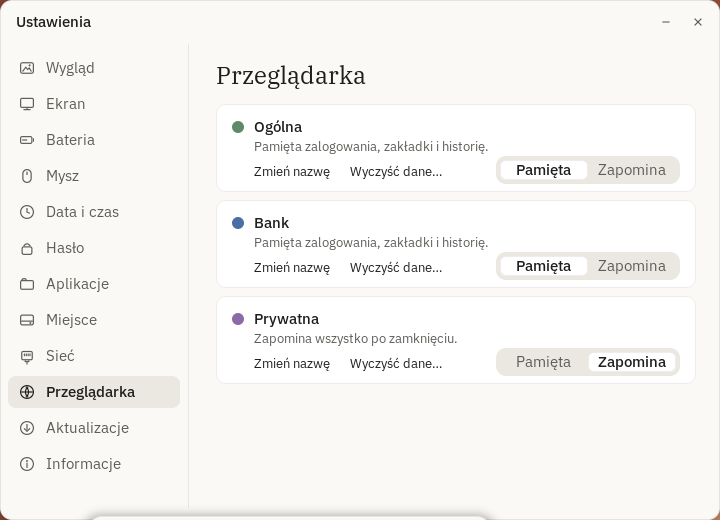 Ustawienia
Wygląd
Ekran
Bateria
Mysz
Data i czas
Hasło
Aplikacje
Miejsce
Sieć
Przeglądarka
Aktualizacje
Informacje
Przeglądarka
Ogólna
Pamięta zalogowania, zakładki i historię.
Zmień nazwę Wyczyść dane... Pamięta Zapomina
Bank
Pamięta zalogowania, zakładki i historię.
Zmień nazwę Wyczyść dane... Pamięta Zapomina
Prywatna
Zapomina wszystko po zamknięciu.
Zmień nazwę Wyczyść dane... Pamięta Zapomina